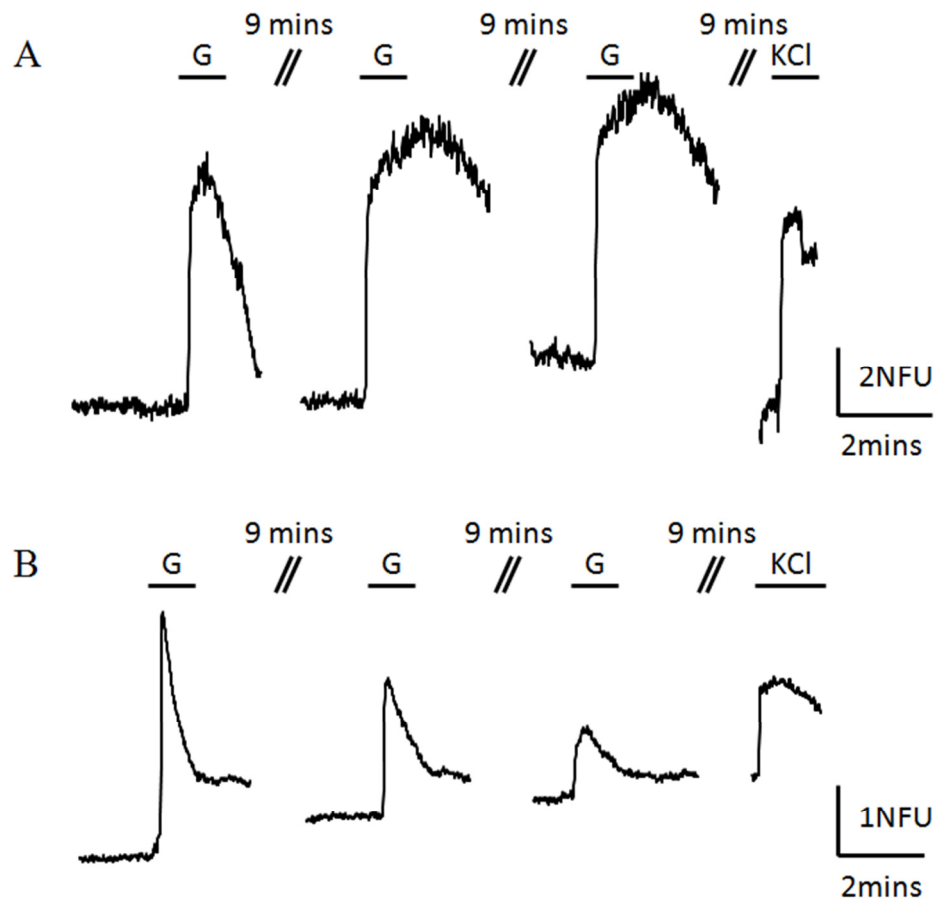 9 mins 9 mins 9 mins
A G G G KCl
2NFU
2mins
9 mins 9 mins 9 mins
B G G G KCl
1NFU
2mins